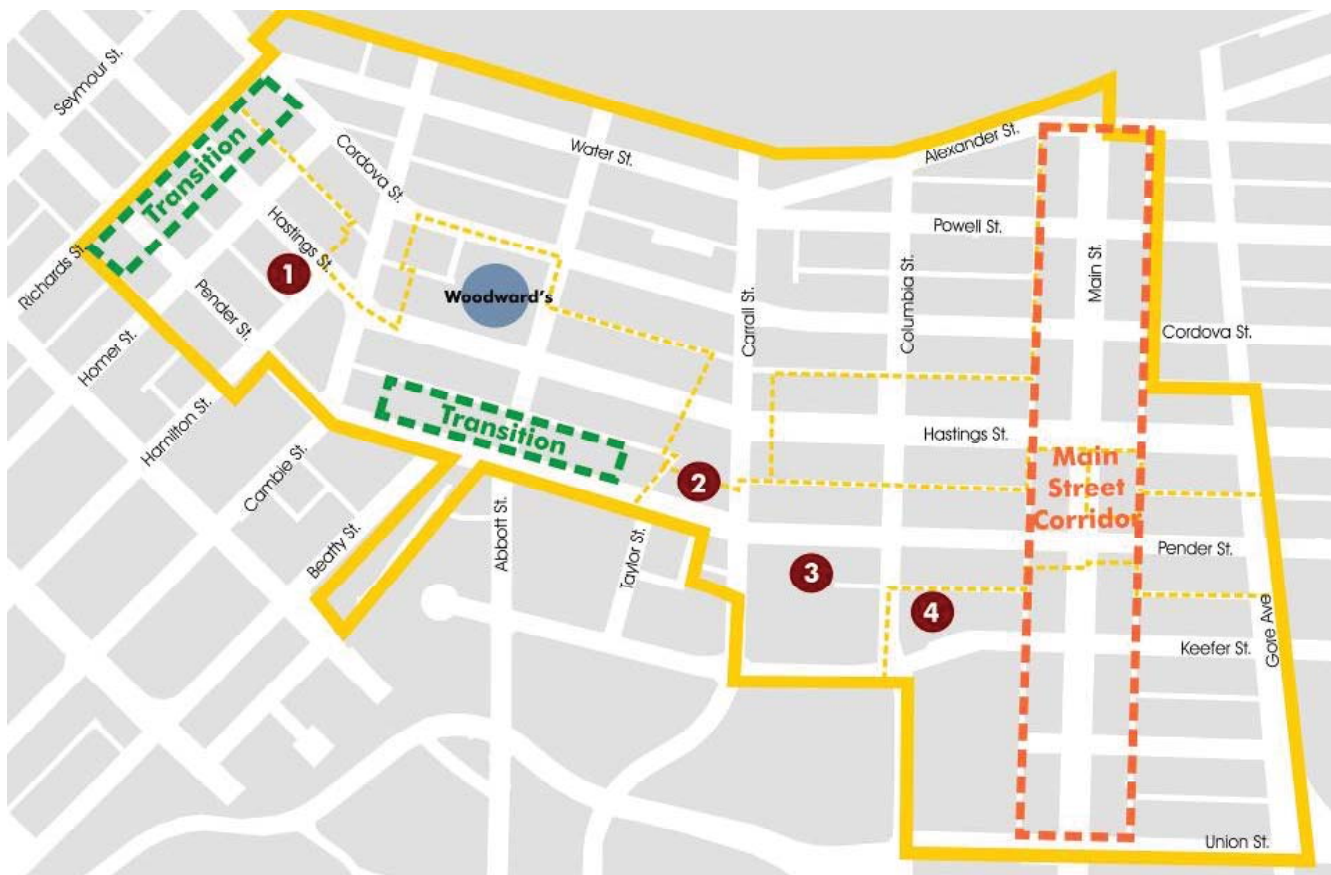 Seymour St.
Transition
Cordova St.
Water St.
Alexander St.
Powell St.
Main St.
Hastings St.
1
Richards St.
Woodward's
Carrall St.
Columbia St.
Cordova St.
Pender St.
Homer St.
Hamilton St.
Transition
Hastings St.
Main
Street
Corridor
2
Cambie St.
Beatty St.
Abbott St.
Taylor St.
3
Pender St.
4
Keefer St.
Gore Ave
Union St.